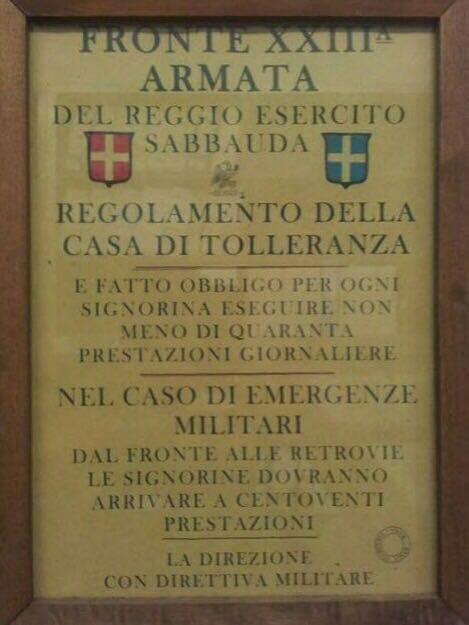 FRONTE XXIIIA
ARMATA
DEL REGGIO ESERCITO
SABBAUDA
REGOLAMENTO DELLA
CASA DI TOLLERANZA
E FATTO OBBLIGO PER OGNI
SIGNORINA ESEGUIRE NON
MENO DI QUARANTA
PRESTAZIONI GIORNALIERE
NEL CASO DI EMERGENZE
MILITARI
DAL FRONTE ALLE RETROVIE
LE SIGNORINE DOVRANNO
ARRIVARE A CENTOVENTI
PRESTAZIONI
LA DIREZIONE
CON DIRETTIVA MILITARE